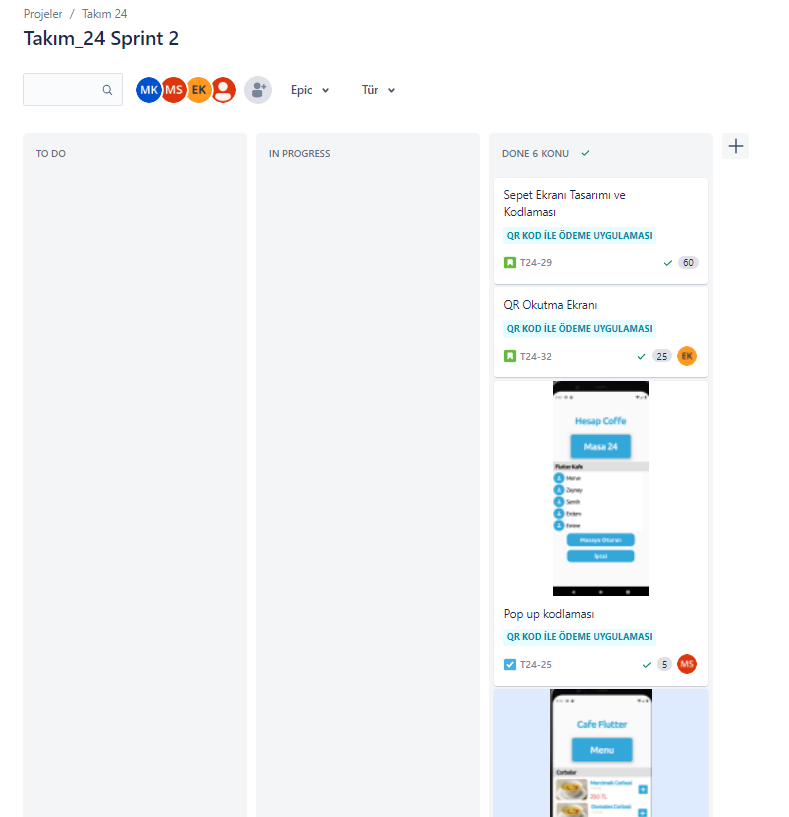 Projeler / Takım 24
Takım_24 Sprint 2
MK MS EK Epic Tür
TO DO
IN PROGRESS
DONE 6 KONU
Sepet Ekranı Tasarımı ve
Kodlaması
QR KOD İLE ÖDEME UYGULAMASI
T24-29 60
QR Okutma Ekranı
QR KOD İLE ÖDEME UYGULAMASI
T24-32 25 EK
Hesap Coffe
Masa 24
Flutter Kafe
Merve
Zeynep
Semih
Erdem
Emine
Masaya Oturun
İptal
Pop up kodlaması
QR KOD İLE ÖDEME UYGULAMASI
T24-25 5 MS
Cafe Flutter
Menu
Çorbalar
Mercimek Çorbası
250 TL
Domates Çorbası